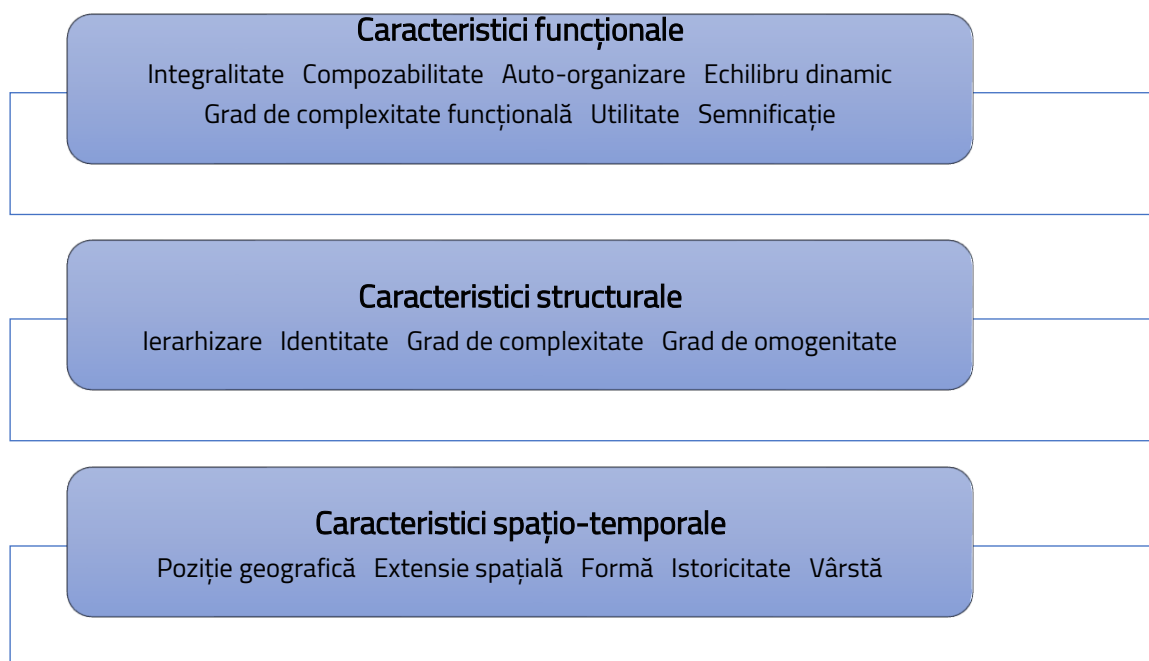 Caracteristici funcționale
Integralitate Compozabilitate Auto-organizare Echilibru dinamic
Grad de complexitate funcțională Utilitate Semnificație
Caracteristici structurale
Ierarhizare Identitate Grad de complexitate Grad de omogenitate
Caracteristici spațio-temporale
Poziție geografică Extensie spațială Formă Istoricitate Vârstă